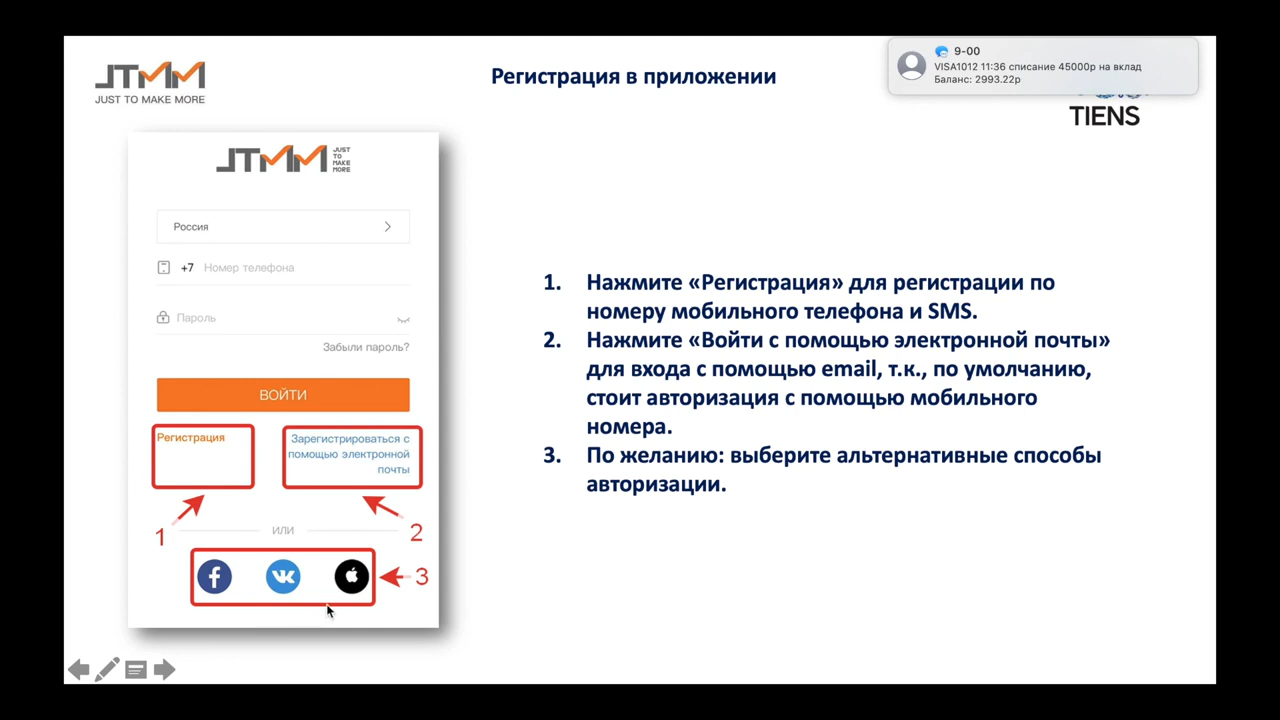 JTMM
JUST TO MAKE MORE
Регистрация в приложении
9-00
VISA1012 11:36 списание 45000р на вклад
Баланс: 2993.22р
TIENS
JTMM
JUST
TO
MAKE
MORE
Россия
+7 Номер телефона
Пароль
Забыли пароль?
ВОЙТИ
Регистрация
Зарегистрироваться с
помощью электронной
почты
1
2
ИЛИ
3
1. Нажмите «Регистрация» для регистрации по
номеру мобильного телефона и SMS.
2. Нажмите «Войти с помощью электронной почты»
для входа с помощью email, т.к., по умолчанию,
стоит авторизация с помощью мобильного
номера.
3. По желанию: выберите альтернативные способы
авторизации.